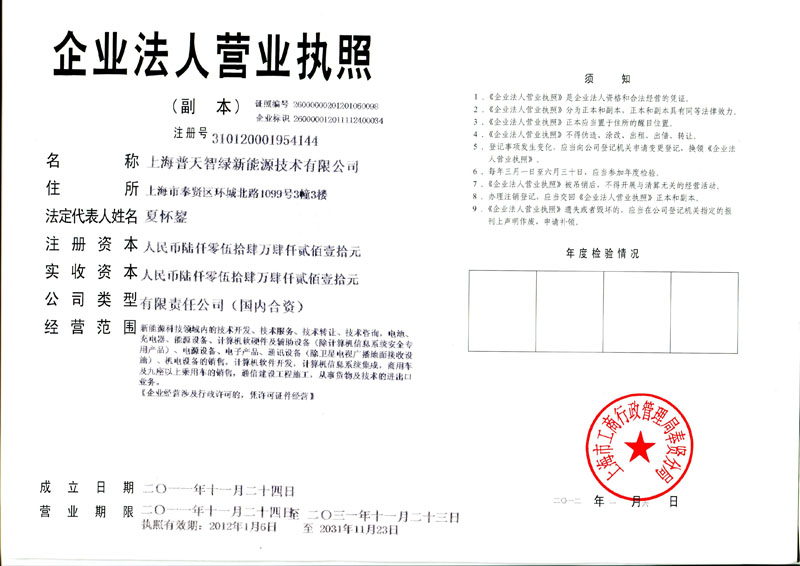 企业法人营业执照
（副 本） 证照编号 26000000201201060098
企业标识 260000012011112400034
注册号 310120001954144
名 称 上海普天智绿新能源技术有限公司
住 所 上海市奉贤区环城北路1099号3幢3楼
法定代表人姓名 夏怀鋆
注册资本 人民币陆仟零伍拾肆万肆仟贰佰壹拾元
实收资本 人民币陆仟零伍拾肆万肆仟贰佰壹拾元
公司类型 有限责任公司（国内合资）
经营范围 新能源科技领域内的技术开发、技术服务、技术转让、技术咨询，电池、
充电器、能源设备、计算机软硬件及辅助设备（除计算机信息系统安全专
用产品）、电源设备、电子产品、通讯设备（除卫星电视广播地面接收设
施）、机电设备的销售，计算机软件开发，计算机信息系统集成，商用车
及九座以上乘用车的销售，通信建设工程施工，从事货物及技术的进出口
业务。
【企业经营涉及行政许可的，凭许可证件经营】
成立日期 二〇一一年十一月二十四日
营业期限 二〇一一年十一月二十四日至 二〇三一年十一月二十三日
执照有效期：2012年1月6日 至 2031年11月23日
须 知
1．《企业法人营业执照》是企业法人资格和合法经营的凭证。
2．《企业法人营业执照》分为正本和副本，正本和副本具有同等法律效力。
3．《企业法人营业执照》正本应当置于住所的醒目位置。
4．《企业法人营业执照》不得伪造、涂改、出租、出借、转让。
5．登记事项发生变化，应当向公司登记机关申请变更登记，换领《企业法
人营业执照》。
6．每年三月一日至六月三十日，应当参加年度检验。
7．《企业法人营业执照》被吊销后，不得开展与清算无关的经营活动。
8．办理注销登记，应当交回《企业法人营业执照》正本和副本。
9．《企业法人营业执照》遗失或者毁坏的，应当在公司登记机关指定的报
刊上声明作废，申请补领。
年度检验情况
上海市工商行政管理局奉贤分局
二〇一二 年 一 月 日